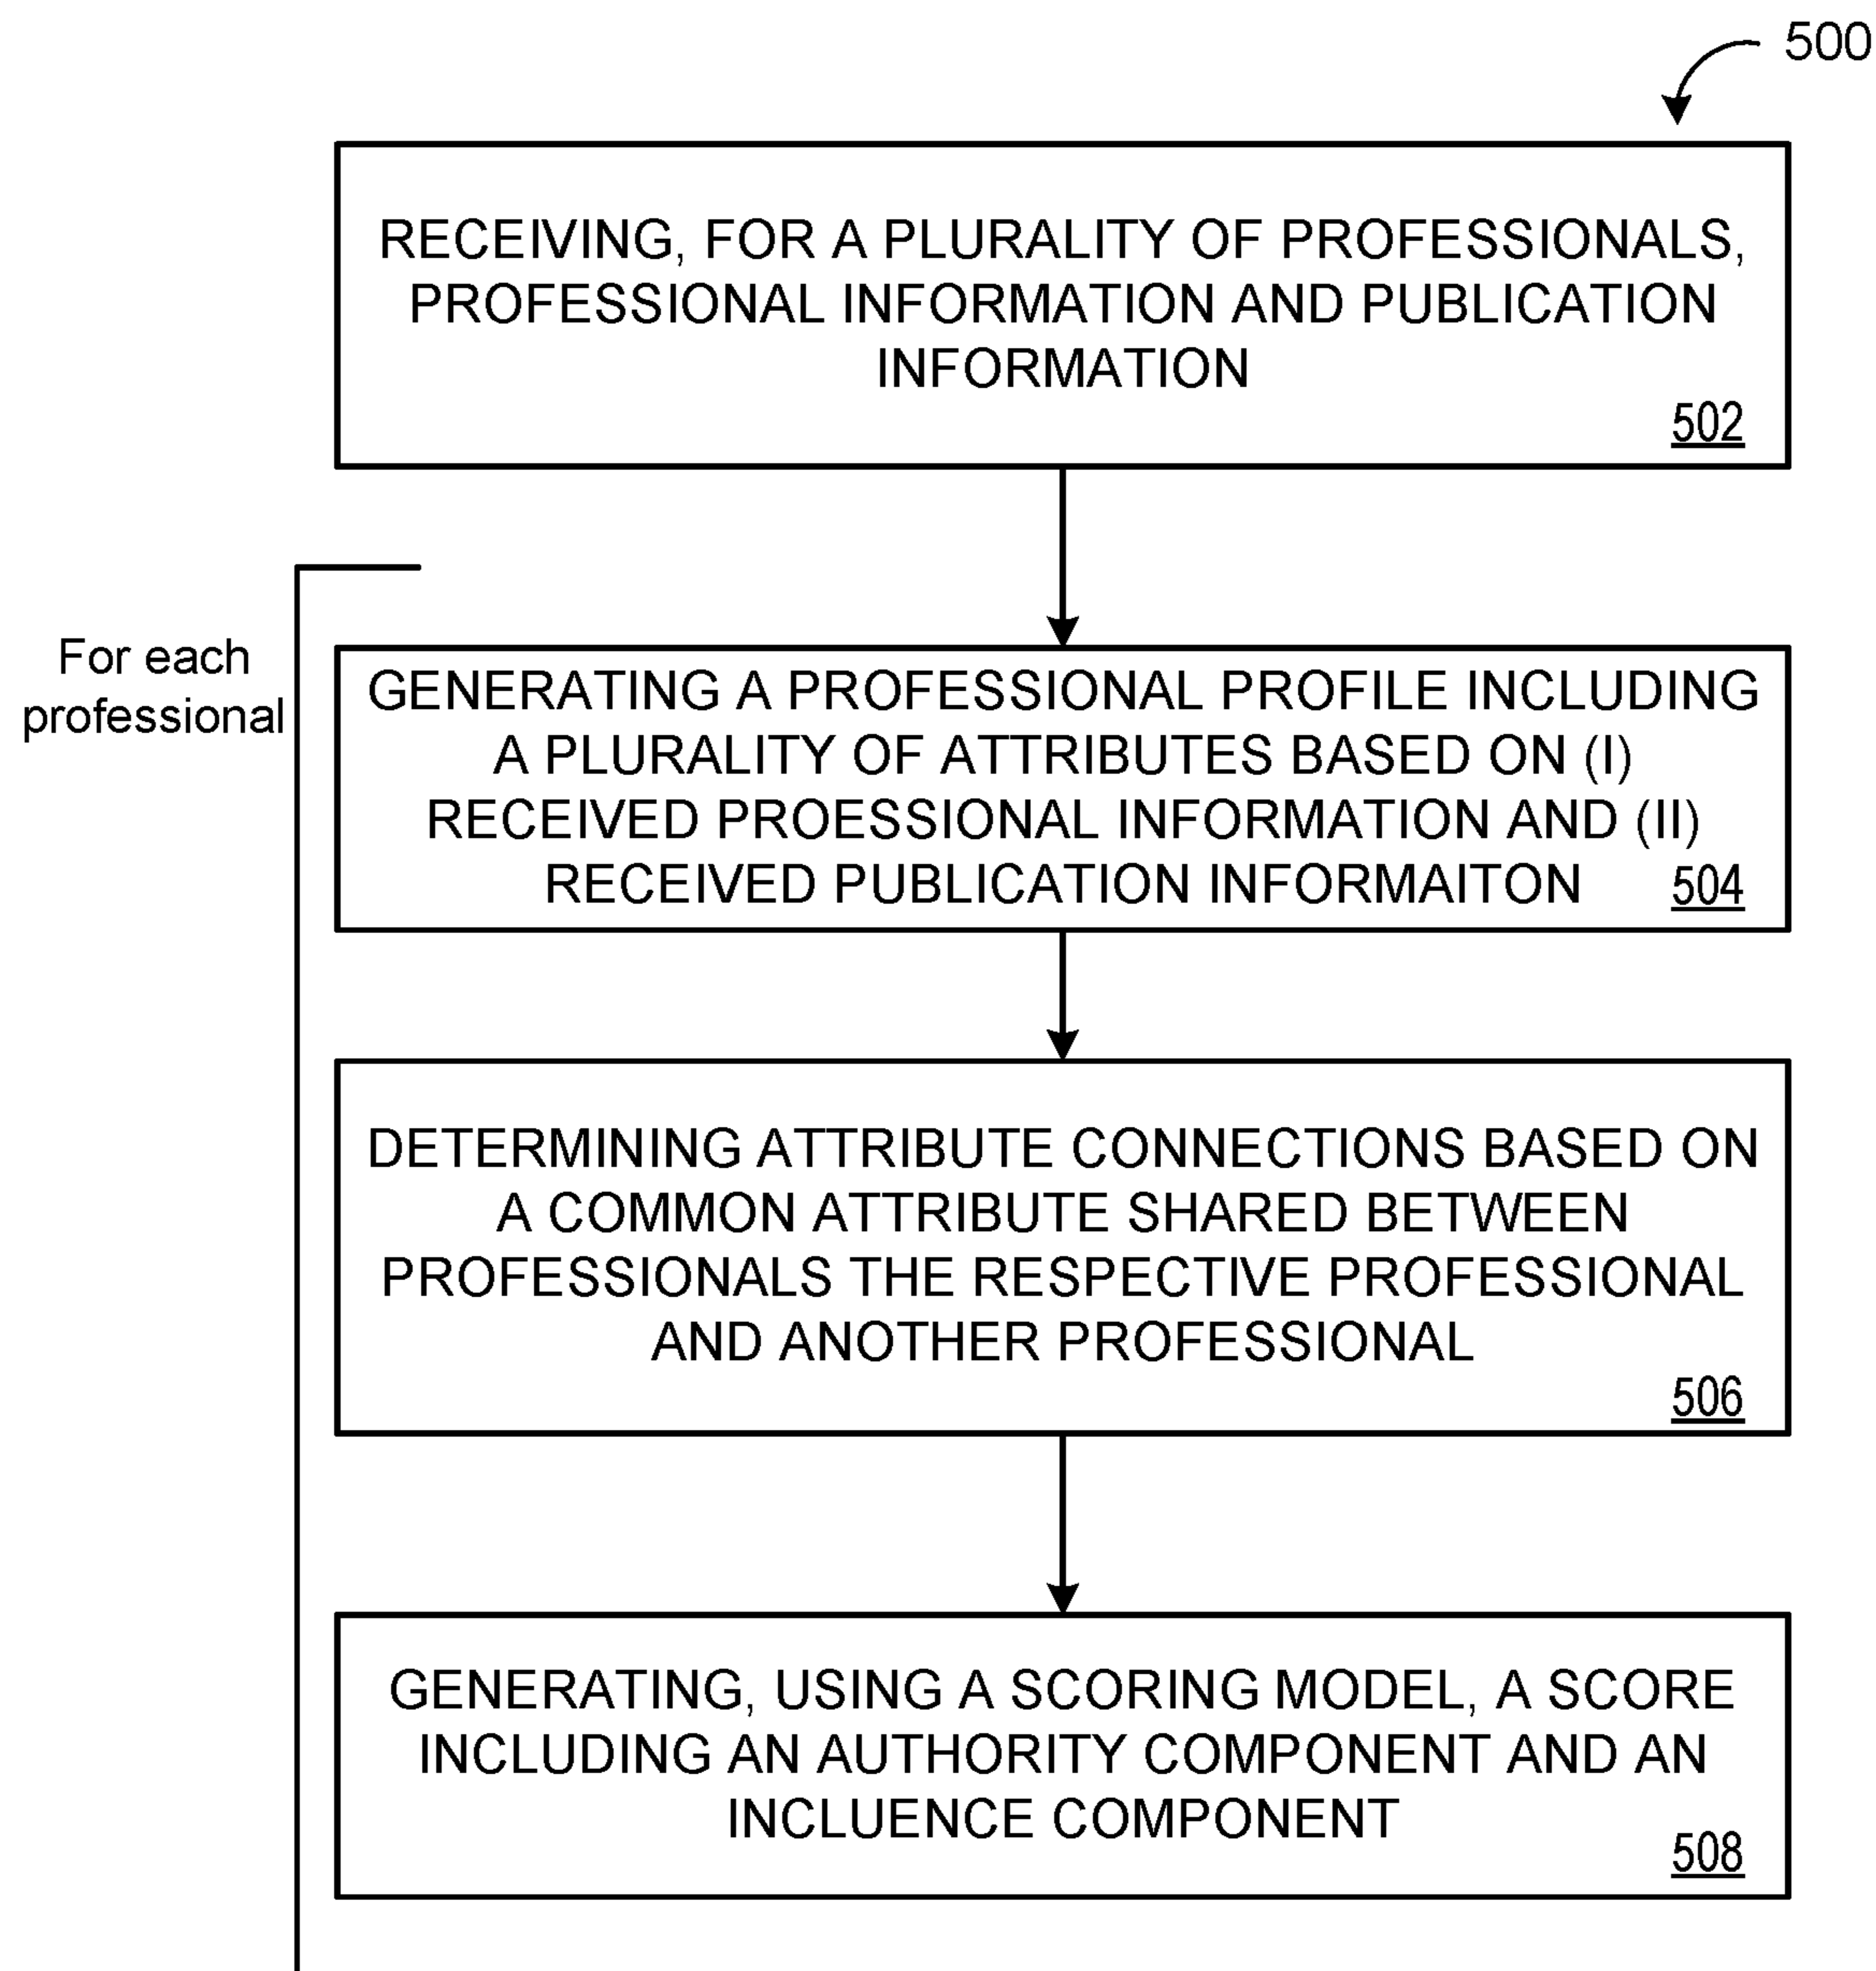 500
RECEIVING, FOR A PLURALITY OF PROFESSIONALS,
PROFESSIONAL INFORMATION AND PUBLICATION
INFORMATION
502
For each
professional
GENERATING A PROFESSIONAL PROFILE INCLUDING
A PLURALITY OF ATTRIBUTES BASED ON (I)
RECEIVED PROESSIONAL INFORMATION AND (II)
RECEIVED PUBLICATION INFORMAITON 504
DETERMINING ATTRIBUTE CONNECTIONS BASED ON
A COMMON ATTRIBUTE SHARED BETWEEN
PROFESSIONALS THE RESPECTIVE PROFESSIONAL
AND ANOTHER PROFESSIONAL
506
GENERATING, USING A SCORING MODEL, A SCORE
INCLUDING AN AUTHORITY COMPONENT AND AN
INCLUENCE COMPONENT
508